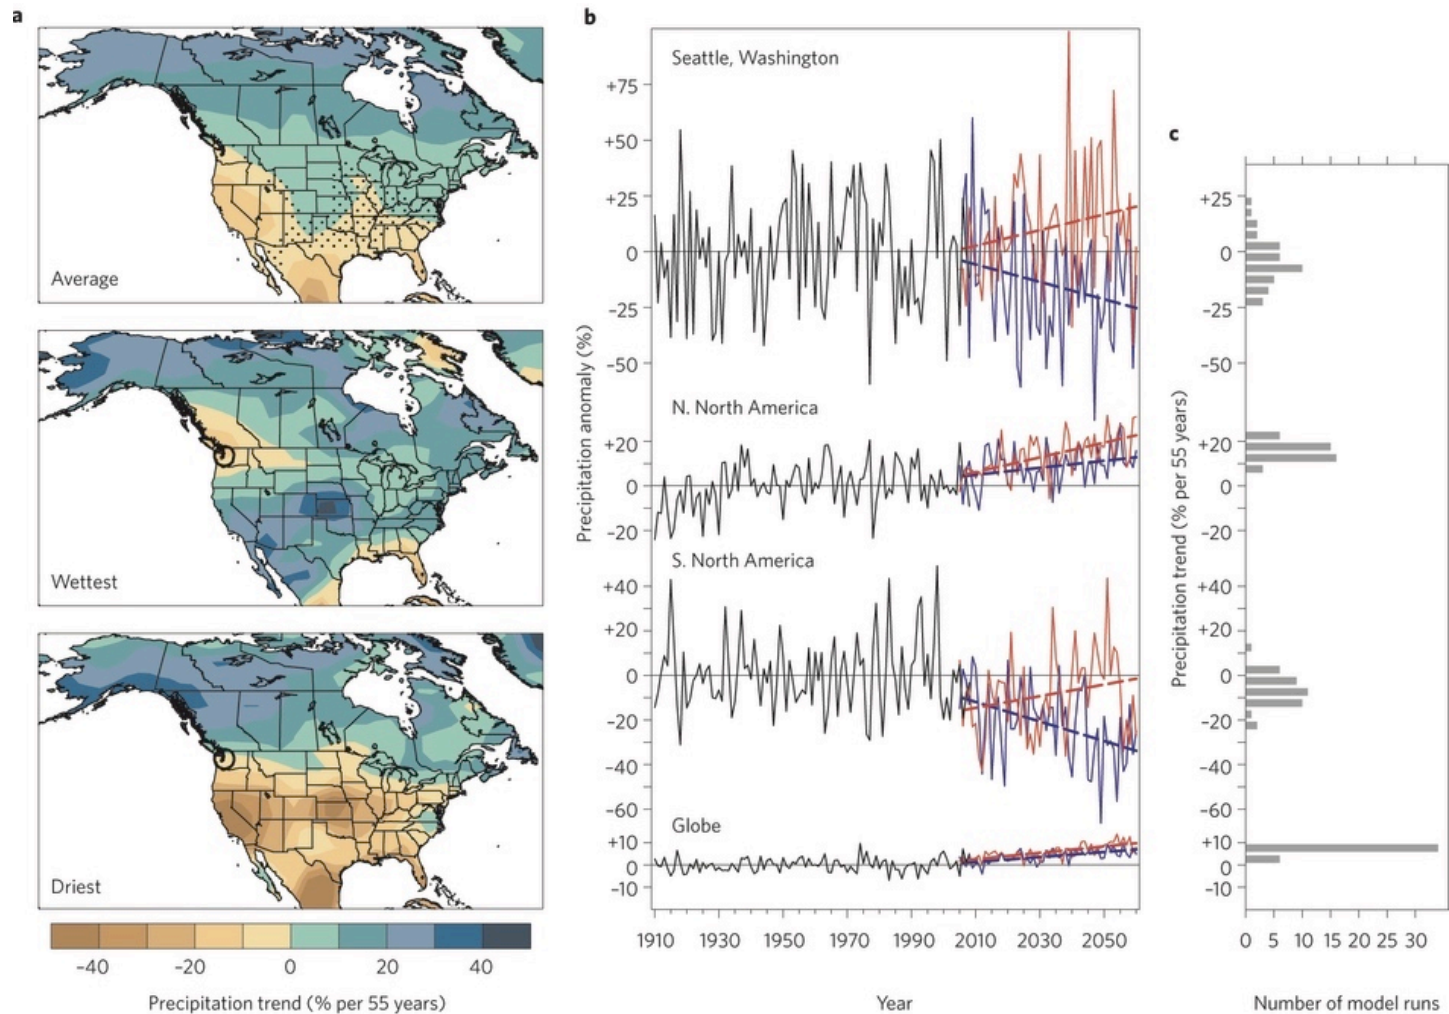 a
Average
Wettest
Driest
−40 −20 0 20 40
Precipitation trend (% per 55 years)
b
Precipitation anomaly (%)
Seattle, Washington
+75
+50
+25
0
−25
−50
N. North America
+20
0
−20
S. North America
+40
+20
0
−20
−40
−60
Globe
+10
0
−10
1910 1930 1950 1970 1990 2010 2030 2050
Year
c
Precipitation trend (% per 55 years)
+25
0
−25
−50
+20
0
−20
+40
+20
0
−20
−40
−60
+10
0
−10
0 5 10 15 20 25 30
Number of model runs